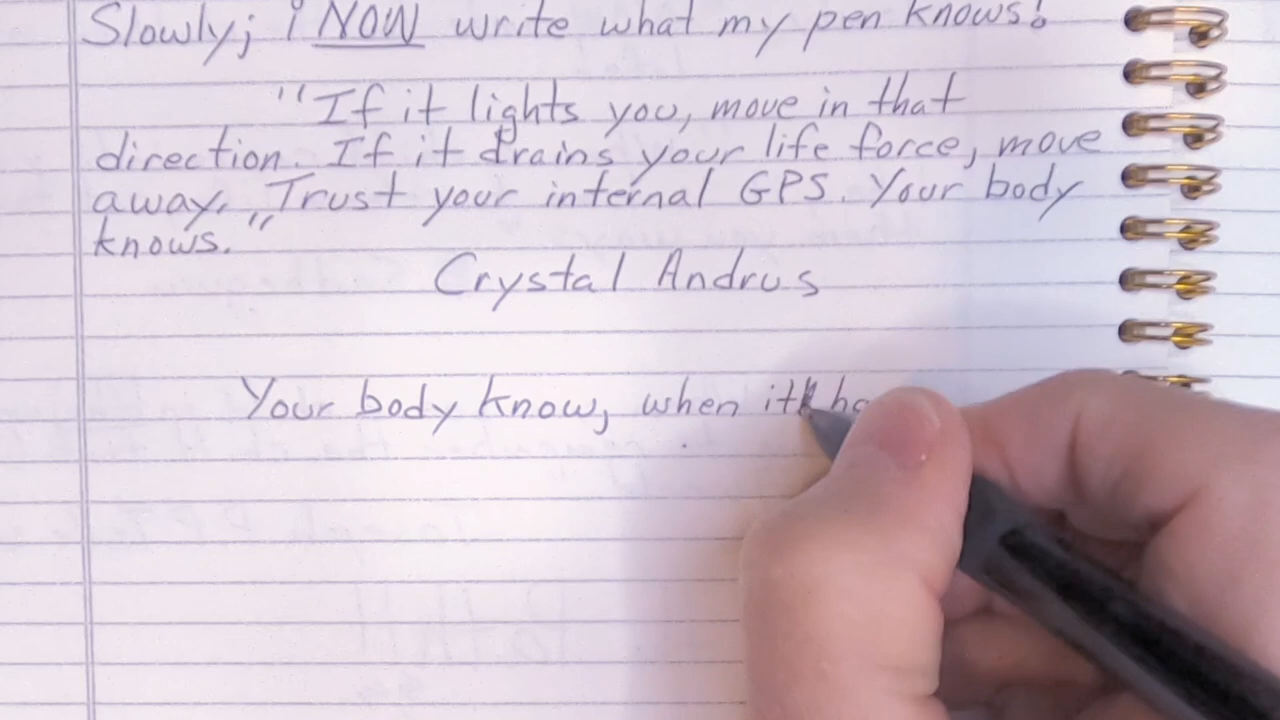 Slowly; i NOW write what my pen knows!
"If it lights you, move in that
direction. If it drains your life force, move
away. Trust your internal GPS. Your body
knows."
Crystal Andrus
Your body know, when it